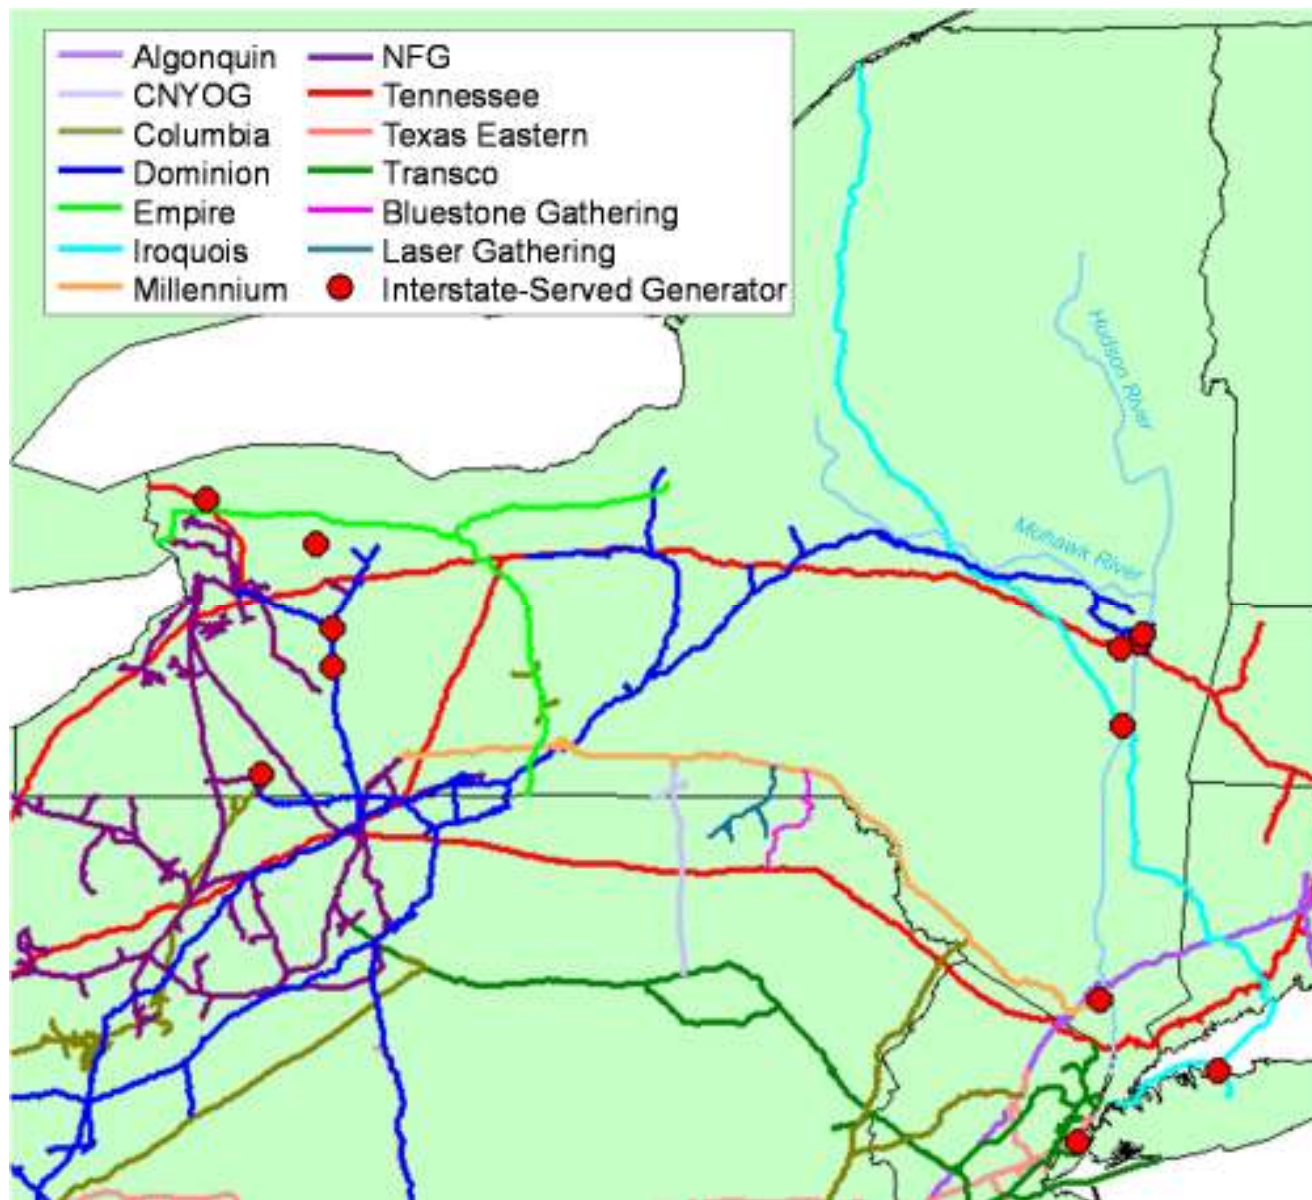 Algonquin
CNYOG
Columbia
Dominion
Empire
Iroquois
Millennium
NFG
Tennessee
Texas Eastern
Transco
Bluestone Gathering
Laser Gathering
Interstate-Served Generator
Hudson River
Mohawk River